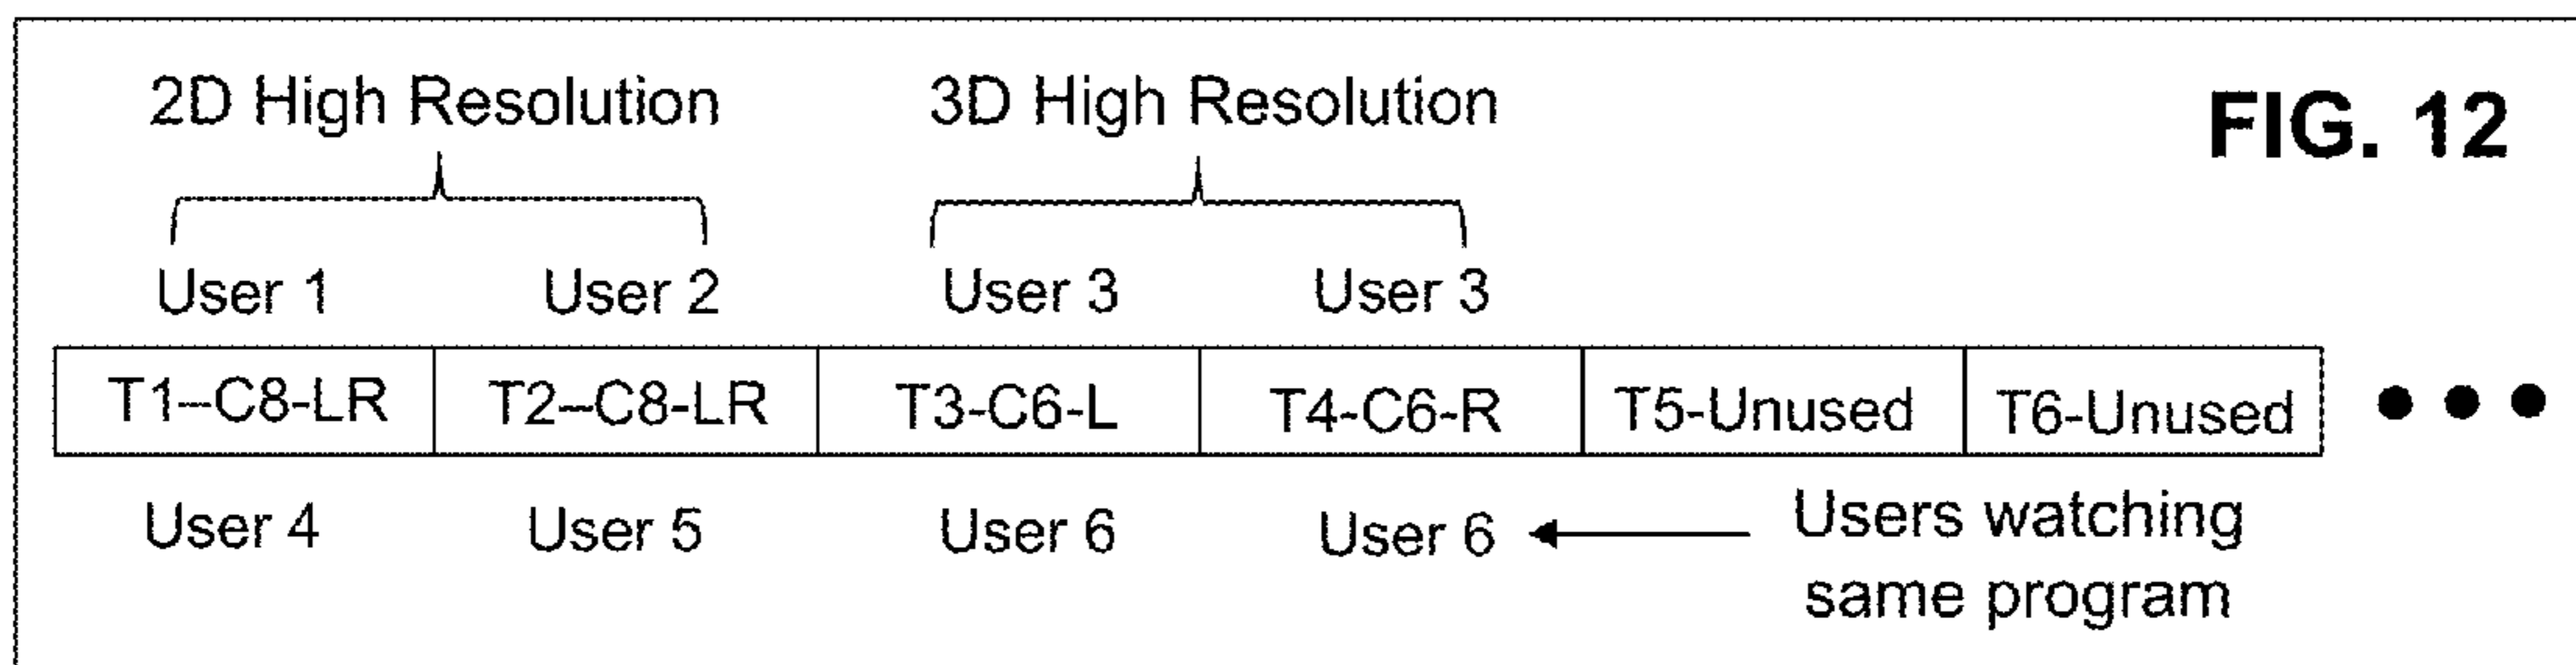 2D High Resolution 3D High Resolution FIG. 12
User 1 User 2 User 3 User 3
T1--C8-LR T2--C8-LR T3-C6-L T4-C6-R T5-Unused T6-Unused
User 4 User 5 User 6 User 6 Users watching
same program